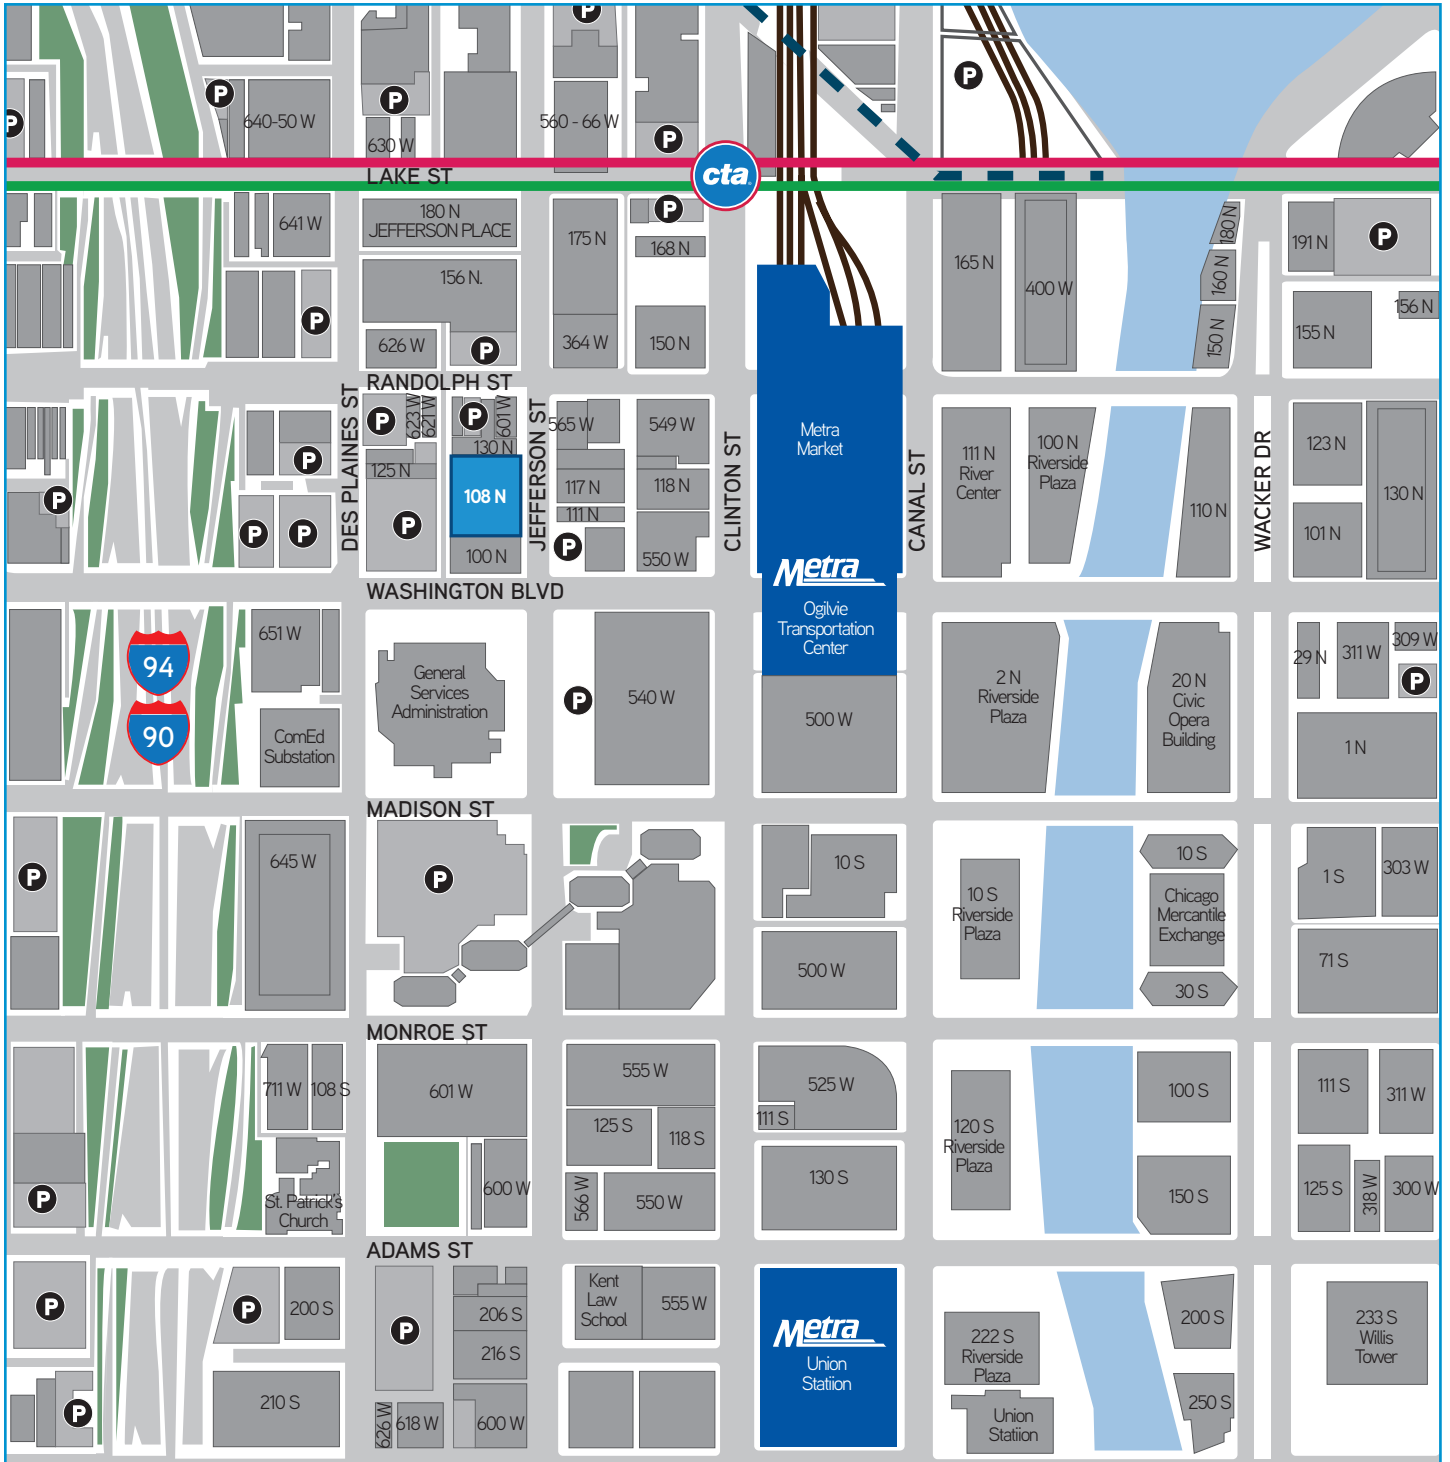 P
P
P
P
P
P
640-50 W
630 W
560 - 66 W
LAKE ST
cta
641 W
180 N
JEFFERSON PLACE
175 N
P
168 N
165 N
400 W
180 N
160 N
150 N
191 N
P
156 N.
156 N
155 N
P
626 W
P
364 W
150 N
RANDOLPH ST
DES PLAINES ST
JEFFERSON ST
CLINTON ST
CANAL ST
WACKER DR
P
623 W
621 W
P
601 W
130 N
565 W
549 W
Metra
Market
111 N
River
Center
100 N
Riverside
Plaza
110 N
123 N
130 N
101 N
P
P
P
P
125 N
P
108 N
100 N
117 N
111 N
118 N
P
550 W
Metra
Ogilvie
Transportation
Center
WASHINGTON BLVD
94
90
651 W
ComEd
Substation
General
Services
Administration
P
540 W
500 W
2 N
Riverside
Plaza
20 N
Civic
Opera
Building
29 N
311 W
309 W
P
1 N
MADISON ST
P
645 W
P
10 S
500 W
10 S
Riverside
Plaza
10 S
Chicago
Mercantile
Exchange
30 S
1 S
303 W
71 S
MONROE ST
711 W
108 S
601 W
555 W
125 S
118 S
525 W
111 S
120 S
Riverside
Plaza
100 S
111 S
311 W
P
St. Patrick's
Church
600 W
566 W
550 W
130 S
150 S
125 S
318 W
300 W
ADAMS ST
P
P
200 S
P
206 S
216 S
Kent
Law
School
555 W
Metra
Union
Statiion
222 S
Riverside
Plaza
200 S
233 S
Willis
Tower
P
210 S
626 W
618 W
600 W
Union
Statiion
250 S